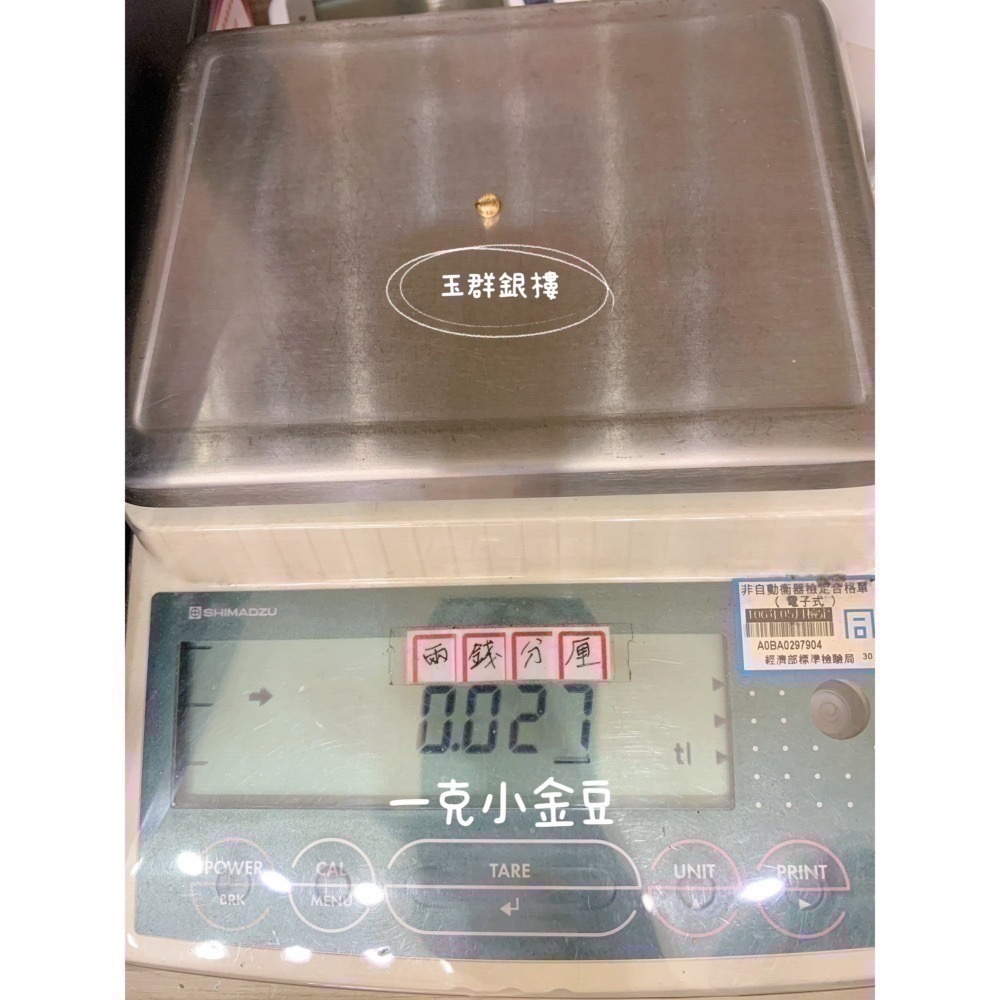 玉群銀樓
非自動衡器檢定合格單
(電子式)
A0BA0297904
同
經濟部標準檢驗局 30
SHIMADZU
兩 錢 分 厘
0.027
tl
一克小金豆
POWER
BRK
CAL
MENU
TARE
UNIT
PRINT